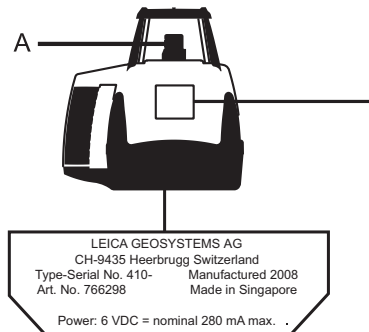 A
LEICA GEOSYSTEMS AG
CH-9435 Heerbrugg Switzerland
Type-Serial No. 410- Manufactured 2008
Art. No. 766298 Made in Singapore
Power: 6 VDC = nominal 280 mA max. .